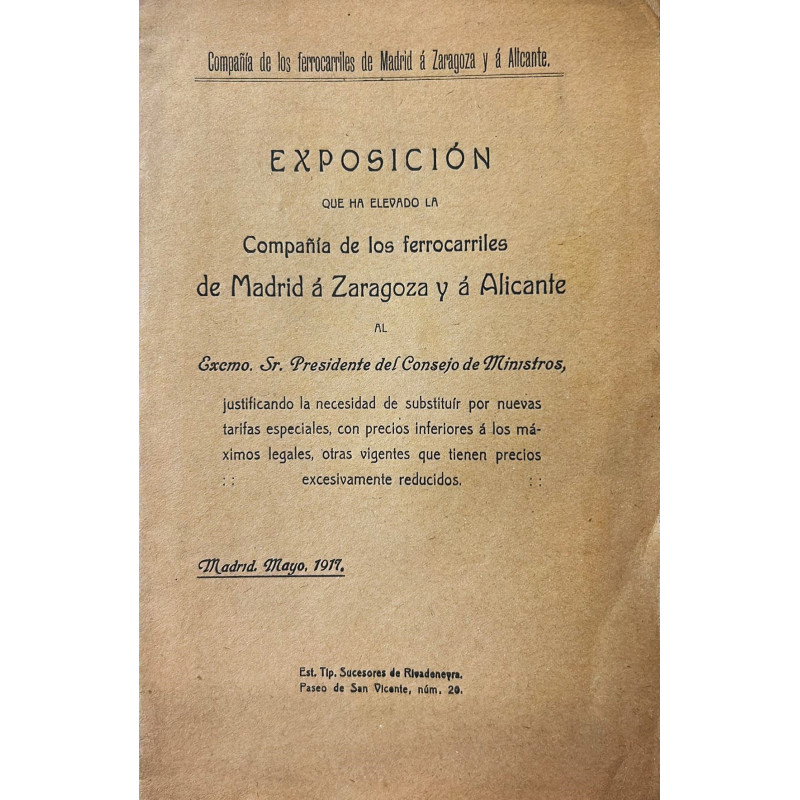 Compañía de los ferrocarriles de Madrid á Zaragoza y á Alicante.
EXPOSICIÓN
QUE HA ELEVADO LA
Compañía de los ferrocarriles
de Madrid á Zaragoza y á Alicante
AL
Excmo. Sr. Presidente del Consejo de Ministros,
justificando la necesidad de substituír por nuevas
tarifas especiales, con precios inferiores á los má-
ximos legales, otras vigentes que tienen precios
: : excesivamente reducidos. : :
Madrid. Mayo, 1917.
Est. Tip. Sucesores de Rivadeneyra.
Paseo de San Vicente, núm. 20.